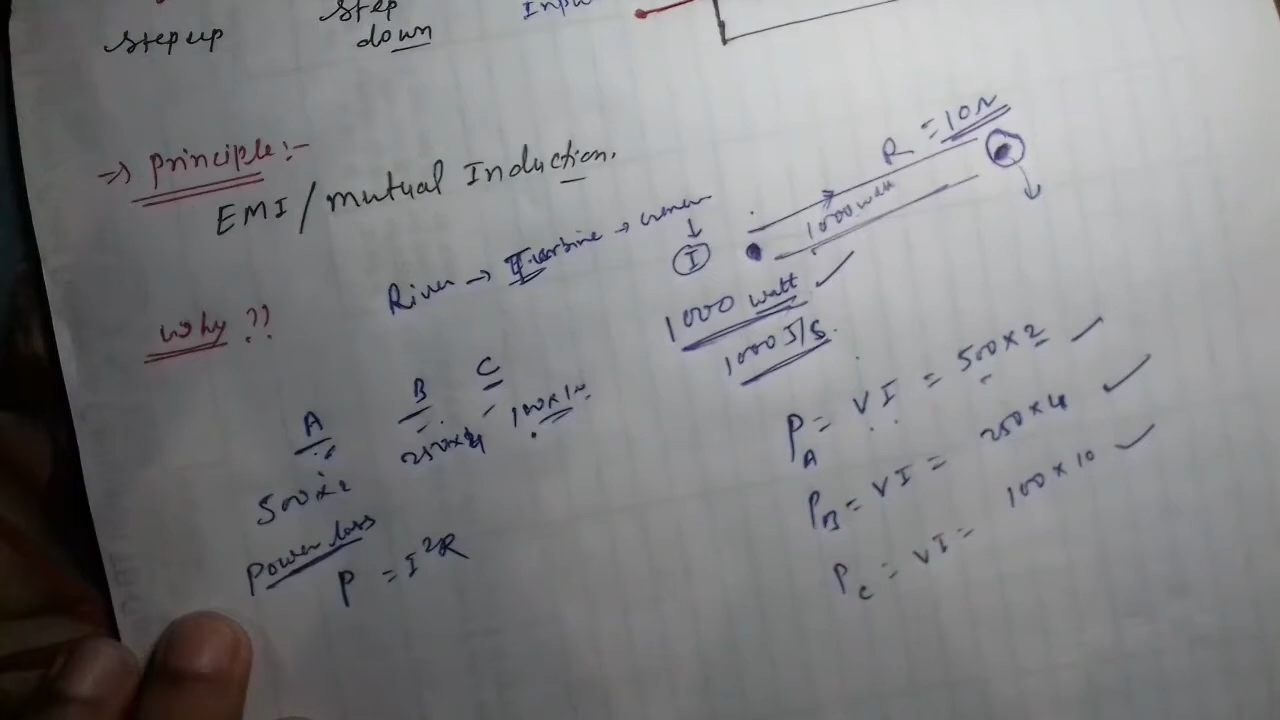 Step up
Step
down
Input
→ Principle:-
EMI / Mutual Induction.
R = 10Ω
1000 watt
River → Turbine →
I
1000 watt ✓
1000 J/s.
Why ??
A B C
500×2 250×4 100×10
Power loss
P = I²R
P_A = VI = 500×2 ✓
P_B = VI = 250×4 ✓
P_C = VI = 100×10 ✓